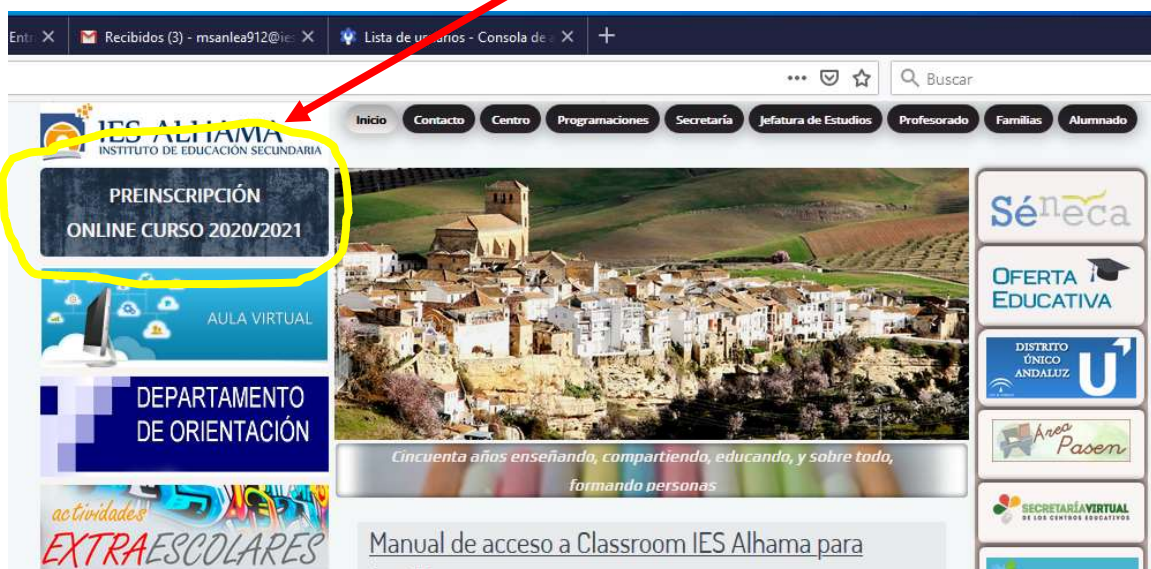 Recibidos (3) - msanlea912@ie
Lista de usuarios - Consola de a
Buscar
IES ALHAMA
INSTITUTO DE EDUCACIÓN SECUNDARIA
Inicio
Contacto
Centro
Programaciones
Secretaría
Jefatura de Estudios
Profesorado
Familias
Alumnado
PREINSCRIPCIÓN
ONLINE CURSO 2020/2021
AULA VIRTUAL
DEPARTAMENTO
DE ORIENTACIÓN
actividades
EXTRAESCOLARES
Cincuenta años enseñando, compartiendo, educando, y sobre todo,
formando personas
Manual de acceso a Classroom IES Alhama para
Séneca
OFERTA
EDUCATIVA
DISTRITO
ÚNICO
ANDALUZ
U
Área
Pasen
SECRETARÍAVIRTUAL
DE LOS CENTROS EDUCATIVOS